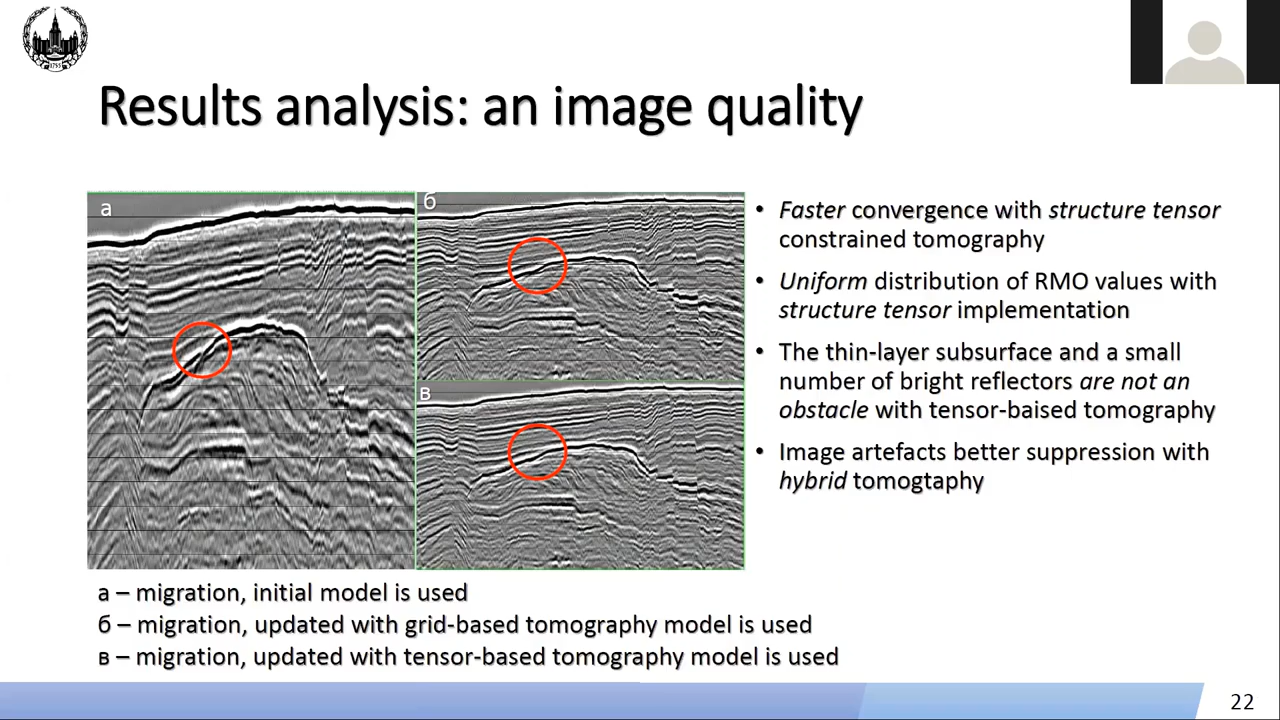 1755
Results analysis: an image quality
а
б
в
• Faster convergence with structure tensor
constrained tomography
• Uniform distribution of RMO values with
structure tensor implementation
• The thin-layer subsurface and a small
number of bright reflectors are not an
obstacle with tensor-baised tomography
• Image artefacts better suppression with
hybrid tomogtaphy
а – migration, initial model is used
б – migration, updated with grid-based tomography model is used
в – migration, updated with tensor-based tomography model is used
22